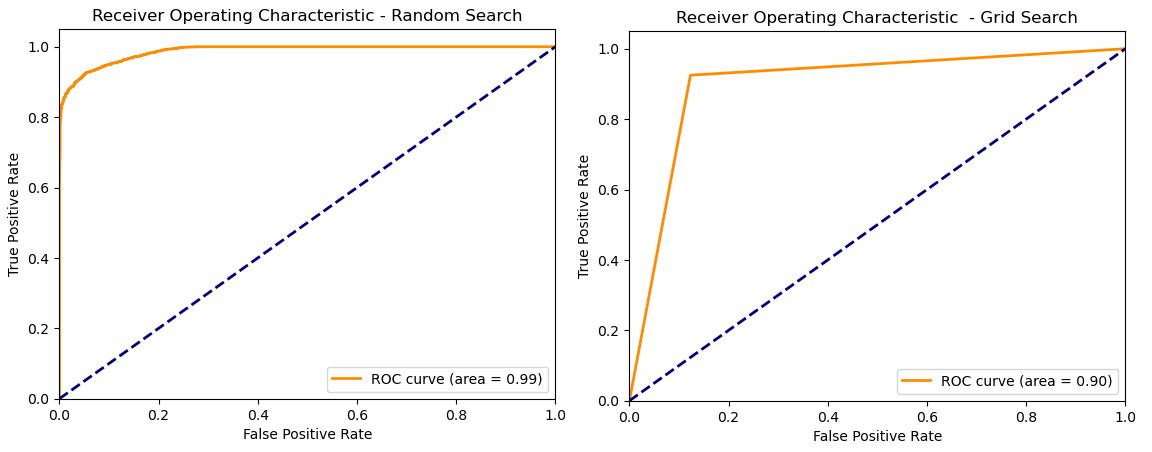 Receiver Operating Characteristic - Random Search
1.0
0.8
0.6
0.4
0.2
0.0
True Positive Rate
ROC curve (area = 0.99)
0.0 0.2 0.4 0.6 0.8 1.0
False Positive Rate
Receiver Operating Characteristic  - Grid Search
1.0
0.8
0.6
0.4
0.2
0.0
True Positive Rate
ROC curve (area = 0.90)
0.0 0.2 0.4 0.6 0.8 1.0
False Positive Rate